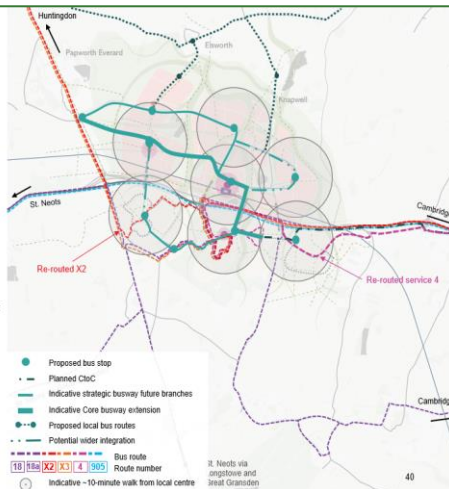 Huntingdon
Papworth Everard
Elsworth
Knapwell
St. Neots
Cambridge
Re-routed X2
Re-routed service 4
Proposed bus stop
Planned CtoC
Indicative strategic busway future branches
Indicative Core busway extension
Proposed local bus routes
Potential wider integration
Bus route
18 18a X2 X3 4 905 Route number
Indicative ~10-minute walk from local centre
Cambridge
St. Neots via
Longstowe and
Great Gransden
40